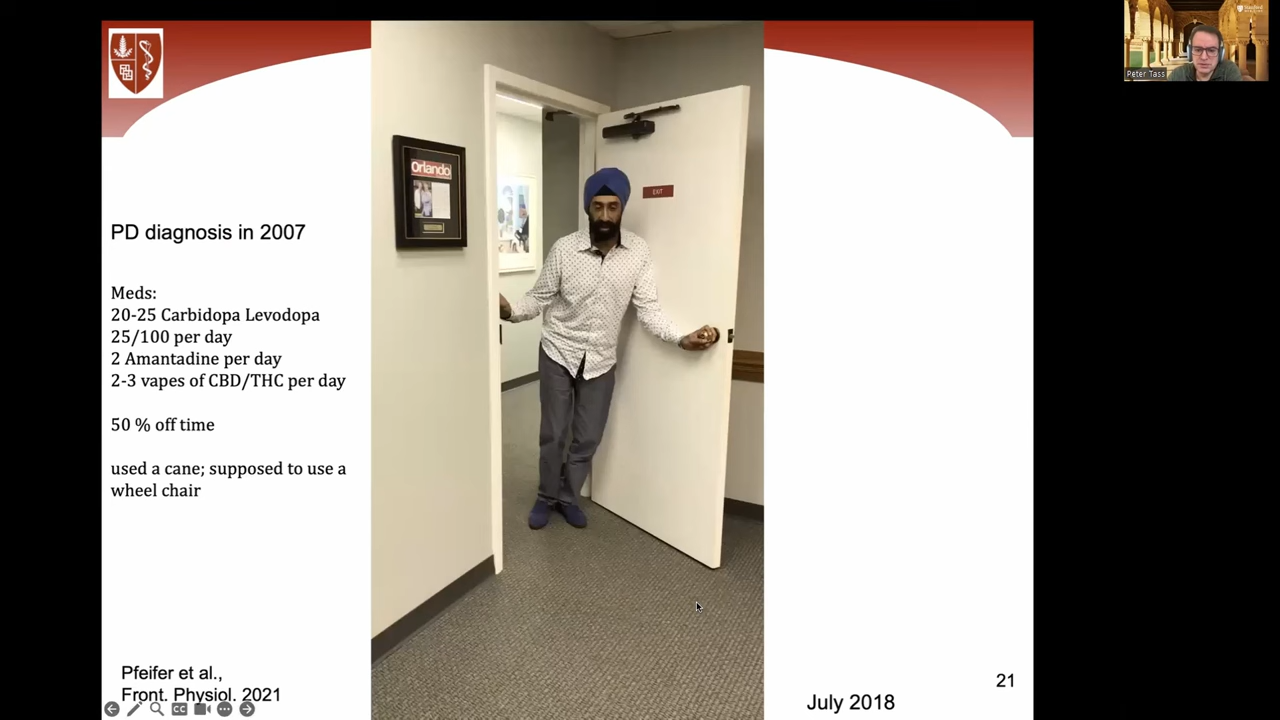 PD diagnosis in 2007
Meds:
20-25 Carbidopa Levodopa
25/100 per day
2 Amantadine per day
2-3 vapes of CBD/THC per day
50 % off time
used a cane; supposed to use a
wheel chair
Pfeifer et al.,
Front. Physiol. 2021
Orlando
EXIT
July 2018
21
Peter Tass
CC